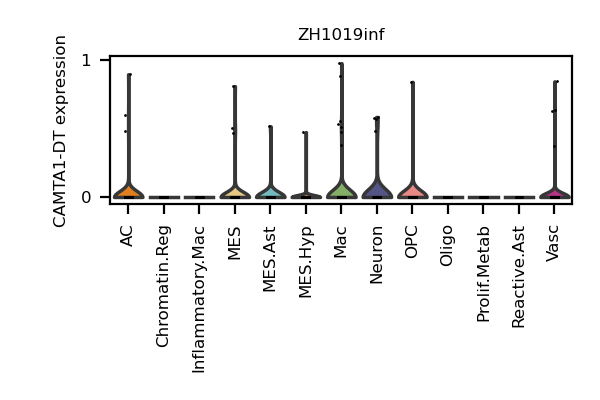 ZH1019inf
CAMTA1-DT expression
1
0
AC
Chromatin.Reg
Inflammatory.Mac
MES
MES.Ast
MES.Hyp
Mac
Neuron
OPC
Oligo
Prolif.Metab
Reactive.Ast
Vasc